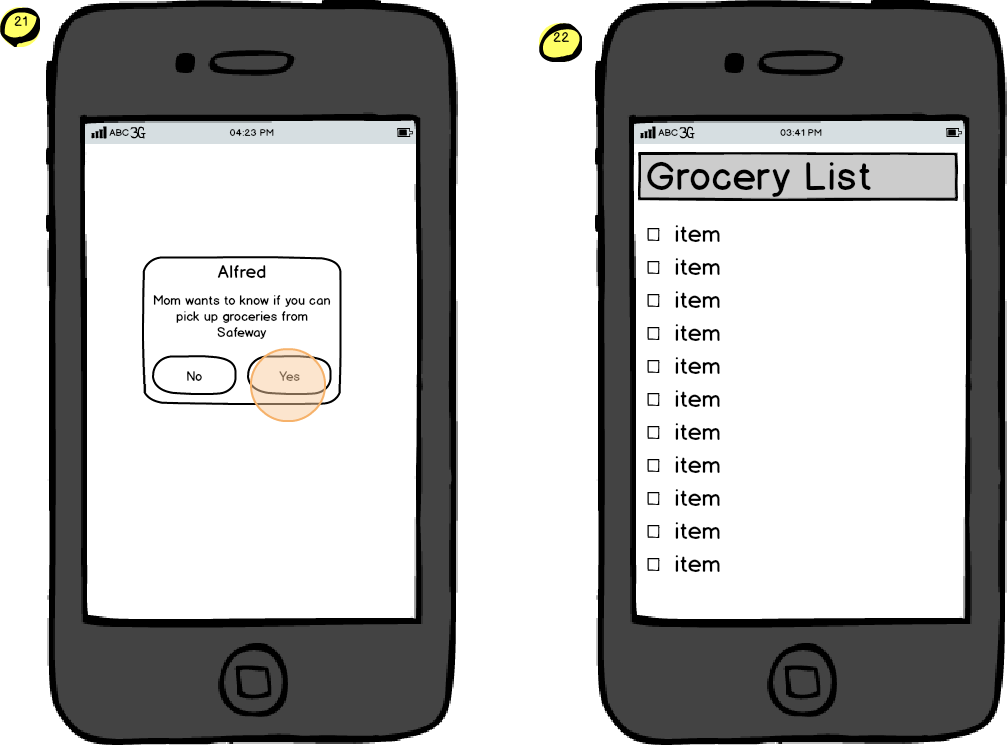 21
ABC 3G 04:23 PM
Alfred
Mom wants to know if you can
pick up groceries from
Safeway
No Yes
22
ABC 3G 03:41 PM
Grocery List
item
item
item
item
item
item
item
item
item
item
item